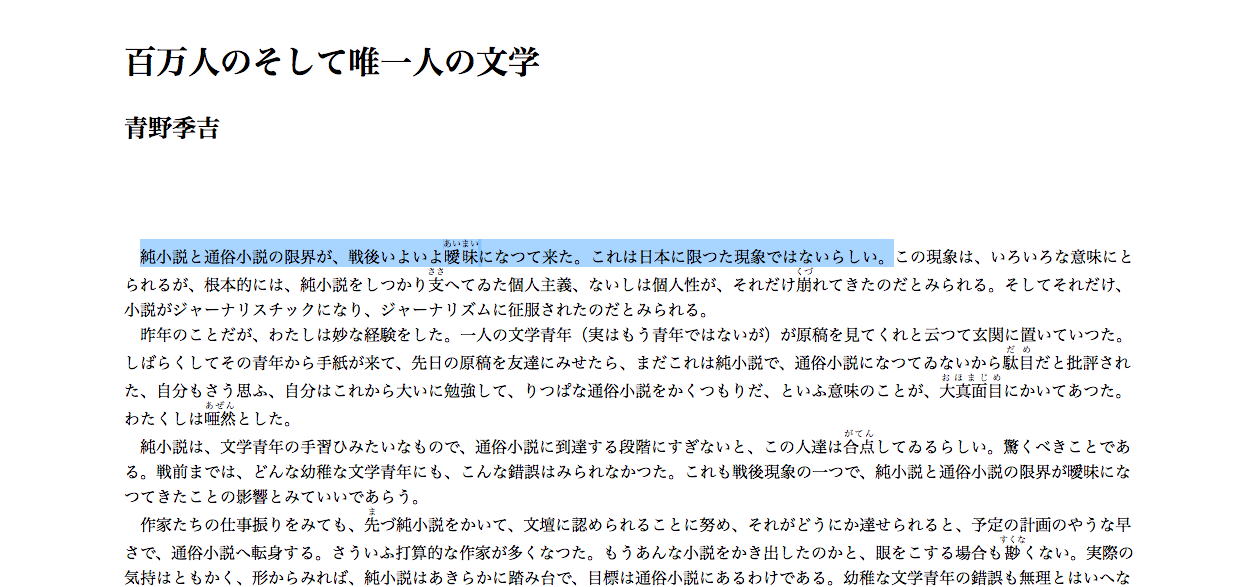 百万人のそして唯一人の文学
青野季吉
純小説と通俗小説の限界が、戦後いよいよ曖昧になつて来た。これは日本に限つた現象ではないらしい。この現象は、いろいろな意味にと
られるが、根本的には、純小説をしつかり支へてゐた個人主義、ないしは個人性が、それだけ崩れてきたのだとみられる。そしてそれだけ、
小説がジャーナリスチックになり、ジャーナリズムに征服されたのだとみられる。
昨年のことだが、わたしは妙な経験をした。一人の文学青年（実はもう青年ではないが）が原稿を見てくれと云つて玄関に置いていつた。
しばらくしてその青年から手紙が来て、先日の原稿を友達にみせたら、まだこれは純小説で、通俗小説になつてゐないから駄目だと批評され
た、自分もさう思ふ、自分はこれから大いに勉強して、りつぱな通俗小説をかくつもりだ、といふ意味のことが、大真面目にかいてあつた。
わたくしは唖然とした。
純小説は、文学青年の手習ひみたいなもので、通俗小説に到達する段階にすぎないと、この人達は合点してゐるらしい。驚くべきことであ
る。戦前までは、どんな幼稚な文学青年にも、こんな錯誤はみられなかつた。これも戦後現象の一つで、純小説と通俗小説の限界が曖昧にな
つてきたことの影響とみていいであらう。
作家たちの仕事振りをみても、先づ純小説をかいて、文壇に認められることに努め、それがどうにか達せられると、予定の計画のやうな早
さで、通俗小説へ転身する。さういふ打算的な作家が多くなつた。もうあんな小説をかき出したのかと、眼をこする場合も尠くない。実際の
気持はともかく、形からみれば、純小説はあきらかに踏み台で、目標は通俗小説にあるわけである。幼稚な文学青年の錯誤も無理とはいへな